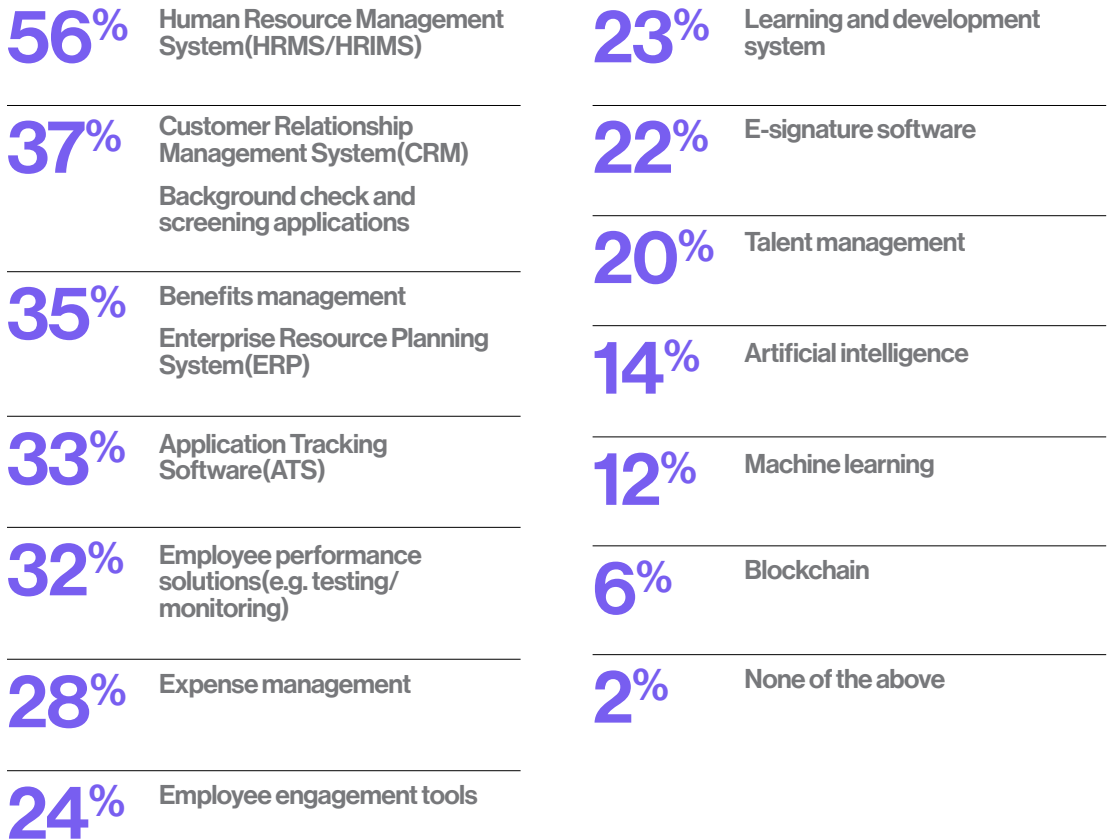 56%
Human Resource Management
System(HRMS/HRIMS)
37%
Customer Relationship
Management System(CRM)
Background check and
screening applications
35%
Benefits management
Enterprise Resource Planning
System(ERP)
33%
Application Tracking
Software(ATS)
32%
Employee performance
solutions(e.g. testing/
monitoring)
28%
Expense management
24%
Employee engagement tools
23%
Learning and development
system
22%
E-signature software
20%
Talent management
14%
Artificial intelligence
12%
Machine learning
6%
Blockchain
2%
None of the above